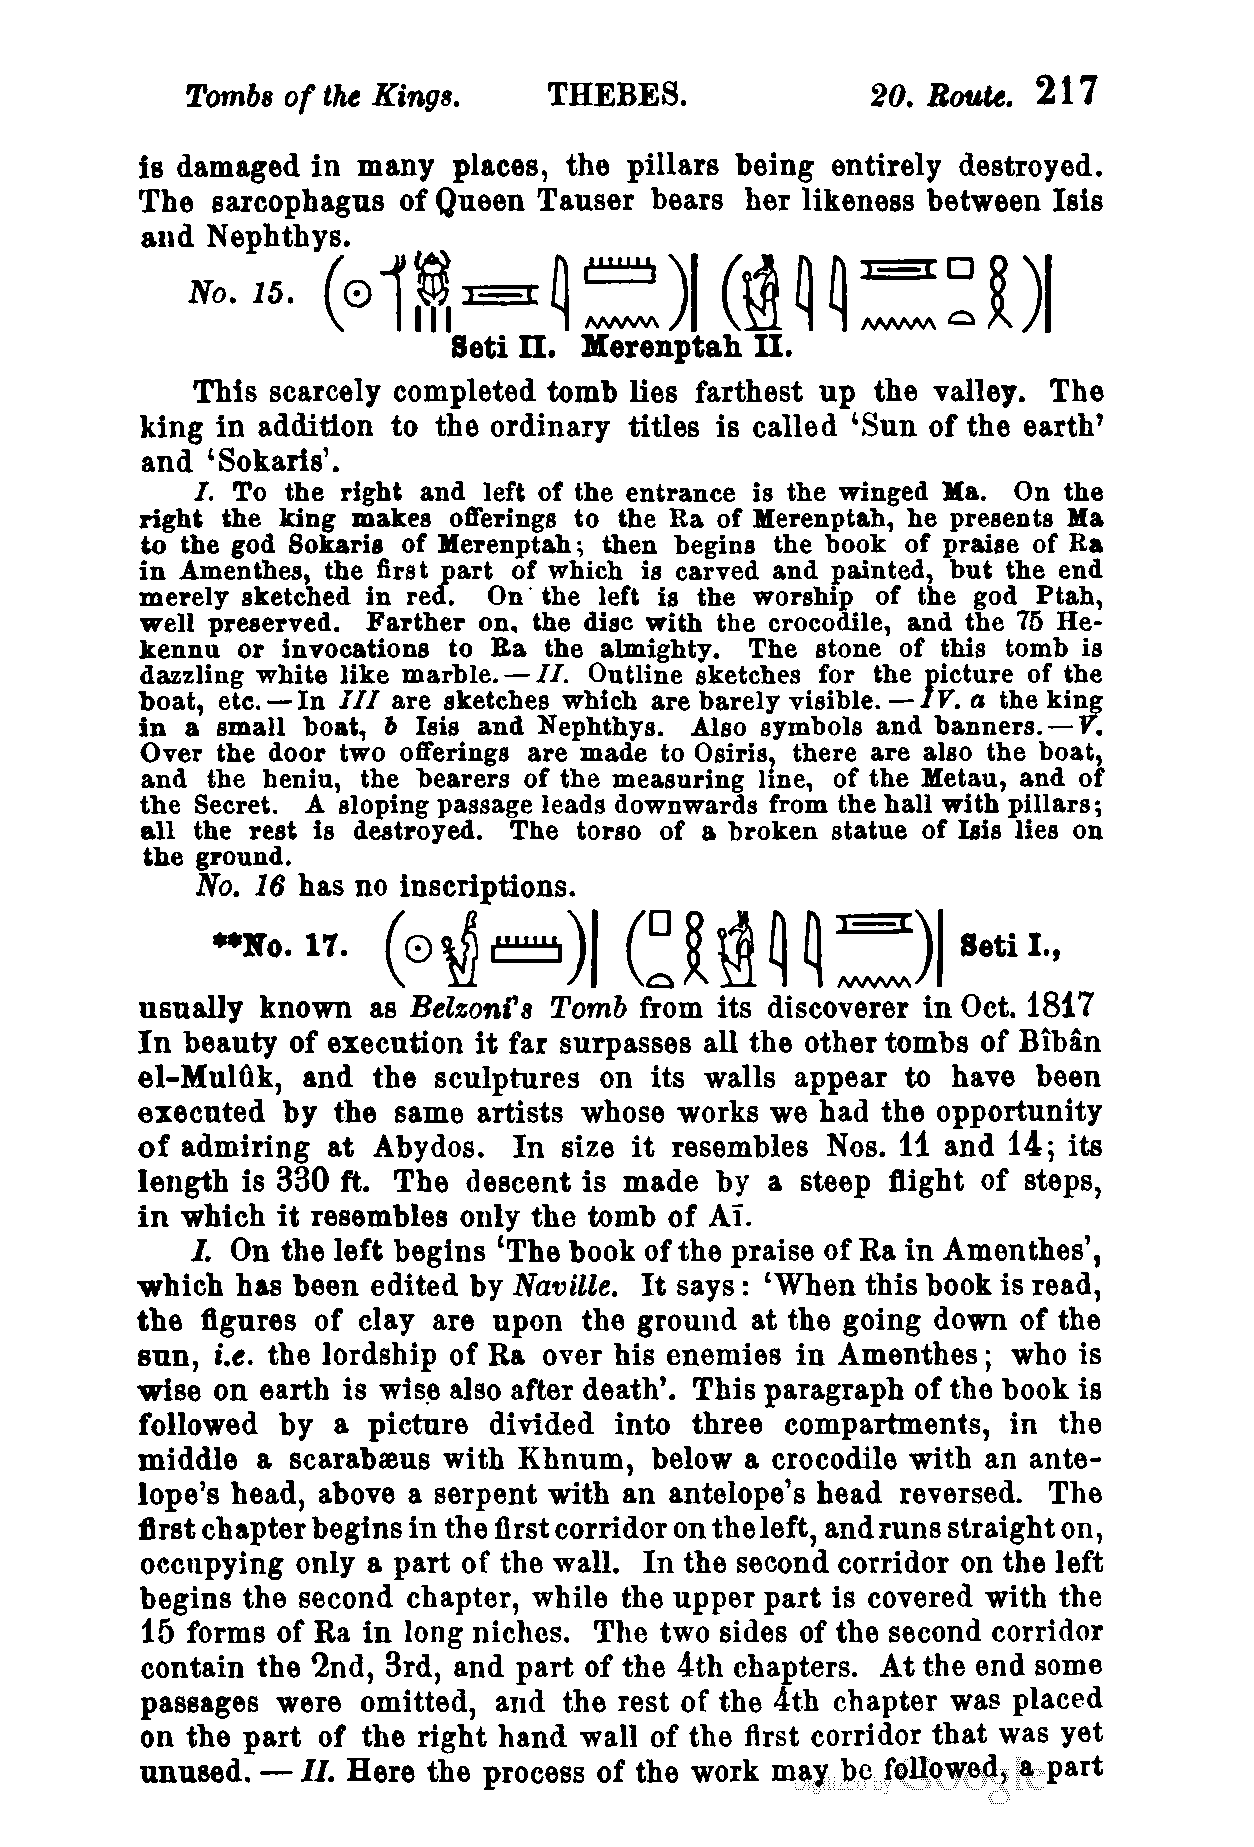 Tombs of the Kings. THEBES. 20. Route. 217
is damaged in many places, the pillars being entirely destroyed.
The sarcophagus of Queen Tauser bears her likeness between Isis
and Nephthys.
No. 15.
Seti II. Merenptah II.
This scarcely completed tomb lies farthest up the valley. The
king in addition to the ordinary titles is called ‘Sun of the earth’
and ‘Sokaris’.
I. To the right and left of the entrance is the winged Ma. On the
right the king makes offerings to the Ra of Merenptah, he presents Ma
to the god Sokaris of Merenptah; then begins the book of praise of Ra
in Amenthes, the first part of which is carved and painted, but the end
merely sketched in red. On the left is the worship of the god Ptah,
well preserved. Farther on, the disc with the crocodile, and the 75 He-
kennu or invocations to Ra the almighty. The stone of this tomb is
dazzling white like marble. — II. Outline sketches for the picture of the
boat, etc. — In III are sketches which are barely visible. — IV. a the king
in a small boat, b Isis and Nephthys. Also symbols and banners. — V.
Over the door two offerings are made to Osiris, there are also the boat,
and the heniu, the bearers of the measuring line, of the Metau, and of
the Secret. A sloping passage leads downwards from the hall with pillars;
all the rest is destroyed. The torso of a broken statue of Isis lies on
the ground.
No. 16 has no inscriptions.
**No. 17. Seti I.,
usually known as Belzoni's Tomb from its discoverer in Oct. 1817
In beauty of execution it far surpasses all the other tombs of Bîbân
el-Mulûk, and the sculptures on its walls appear to have been
executed by the same artists whose works we had the opportunity
of admiring at Abydos. In size it resembles Nos. 11 and 14; its
length is 330 ft. The descent is made by a steep flight of steps,
in which it resembles only the tomb of Aī.
I. On the left begins ‘The book of the praise of Ra in Amenthes’,
which has been edited by Naville. It says: ‘When this book is read,
the figures of clay are upon the ground at the going down of the
sun, i.e. the lordship of Ra over his enemies in Amenthes; who is
wise on earth is wise also after death’. This paragraph of the book is
followed by a picture divided into three compartments, in the
middle a scarabæus with Khnum, below a crocodile with an ante-
lope’s head, above a serpent with an antelope’s head reversed. The
first chapter begins in the first corridor on the left, and runs straight on,
occupying only a part of the wall. In the second corridor on the left
begins the second chapter, while the upper part is covered with the
15 forms of Ra in long niches. The two sides of the second corridor
contain the 2nd, 3rd, and part of the 4th chapters. At the end some
passages were omitted, and the rest of the 4th chapter was placed
on the part of the right hand wall of the first corridor that was yet
unused. — II. Here the process of the work may be followed, a part
Digitized by Google